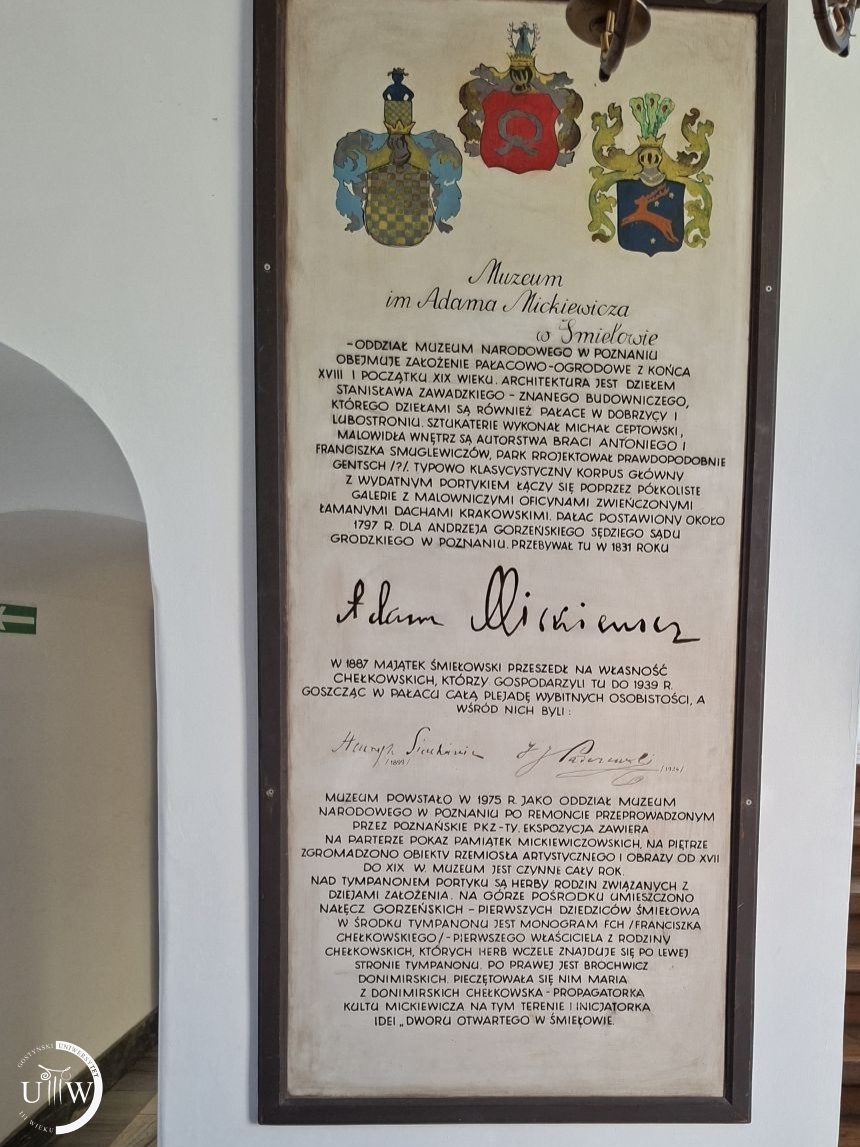 Muzeum
im Adama Mickiewicza
w Śmiełowie
-ODDZIAŁ MUZEUM NARODOWEGO W POZNANIU
OBEJMUJE ZAŁOŻENIE PAŁACOWO-OGRODOWE Z KOŃCA
XVIII I POCZĄTKU XIX WIEKU. ARCHITEKTURA JEST DZIEŁEM
STANISŁAWA ZAWADZKIEGO - ZNANEGO BUDOWNICZEGO,
KTÓREGO DZIEŁAMI SĄ RÓWNIEŻ PAŁACE W DOBRZYCY I
LUBOSTRONIU. SZTUKATERIE WYKONAŁ MICHAŁ CEPTOWSKI,
MALOWIDŁA WNĘTRZ SĄ AUTORSTWA BRACI ANTONIEGO I
FRANCISZKA SMUGLEWICZÓW, PARK RROJEKTOWAŁ PRAWDOPODOBNIE
GENTSCH /?/. TYPOWO KLASYCYSTYCZNY KORPUS GŁÓWNY
Z WYDATNYM PORTYKIEM ŁĄCZY SIĘ POPRZEZ PÓŁKOLISTE
GALERIE Z MALOWNICZYMI OFICYNAMI ZWIEŃCZONYMI
ŁAMANYMI DACHAMI KRAKOWSKIMI. PAŁAC POSTAWIONY OKOŁO
1797 R. DLA ANDRZEJA GORZEŃSKIEGO SĘDZIEGO SĄDU
GRODZKIEGO W POZNANIU. PRZEBYWAŁ TU W 1831 ROKU
Adam Mickiewicz
W 1887 MAJĄTEK ŚMIEŁOWSKI PRZESZEDŁ NA WŁASNOŚĆ
CHEŁKOWSKICH, KTÓRZY GOSPODARZYLI TU DO 1939 R.
GOSZCZĄC W PAŁACU CAŁĄ PLEJADĘ WYBITNYCH OSOBISTOŚCI, A
WŚRÓD NICH BYLI:
Henryk Sienkiewicz /1899/
I J Paderewski /1924/
MUZEUM POWSTAŁO W 1975 R. JAKO ODDZIAŁ MUZEUM
NARODOWEGO W POZNANIU PO REMONCIE PRZEPROWADZONYM
PRZEZ POZNAŃSKIE PKZ-TY. EKSPOZYCJA ZAWIERA
NA PARTERZE POKAZ PAMIĄTEK MICKIEWICZOWSKICH, NA PIĘTRZE
ZGROMADZONO OBIEKTY RZEMIOSŁA ARTYSTYCZNEGO I OBRAZY OD XVII
DO XIX W. MUZEUM JEST CZYNNE CAŁY ROK.
NAD TYMPANONEM PORTYKU SĄ HERBY RODZIN ZWIĄZANYCH Z
DZIEJAMI ZAŁOŻENIA. NA GÓRZE POŚRODKU UMIESZCZONO
NAŁĘCZ GORZEŃSKICH - PIERWSZYCH DZIEDZICÓW ŚMIEŁOWA
W ŚRODKU TYMPANONU JEST MONOGRAM FCH /FRANCISZKA
CHEŁKOWSKIEGO/-PIERWSZEGO WŁAŚCICIELA Z RODZINY
CHEŁKOWSKICH, KTÓRYCH HERB WCZELE ZNAJDUJE SIĘ PO LEWEJ
STRONIE TYMPANONU. PO PRAWEJ JEST BROCHWICZ
DONIMIRSKICH. PIECZĘTOWAŁA SIĘ NIM MARIA
Z DONIMIRSKICH CHEŁKOWSKA - PROPAGATORKA
KULTU MICKIEWICZA NA TYM TERENIE I INICJATORKA
IDEI „DWORU OTWARTEGO W ŚMIEŁOWIE.
GOSTYŃSKI UNIWERSYTET
UTW
III WIEKU